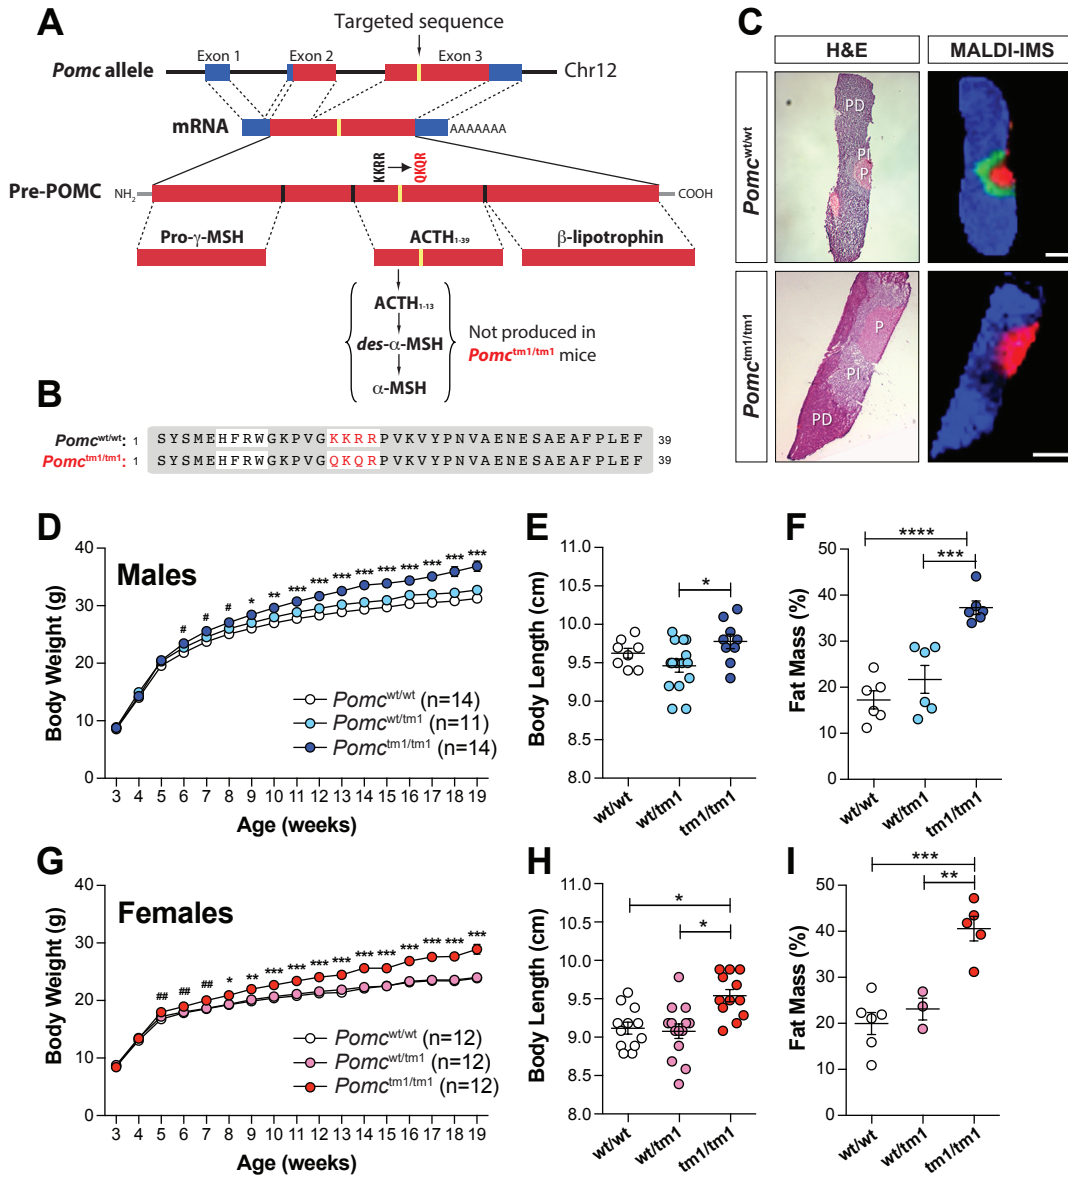 A
Targeted sequence
Exon 1
Exon 2
Exon 3
Pomc allele
Chr12
mRNA
AAAAAAA
KKRR
QKQR
Pre-POMC
NH2
COOH
Pro-γ-MSH
ACTH1-39
β-lipotrophin
ACTH1-13
des-α-MSH
α-MSH
Not produced in
Pomctm1/tm1 mice
B
Pomcwt/wt: 1 SYSMEHFRWGKPVGKKRRPVKVYPNVAENESAEAFPLEF 39
Pomctm1/tm1: 1 SYSMEHFRWGKPVGQKQRPVKVYPNVAENESAEAFPLEF 39
C
H&E
MALDI-IMS
Pomcwt/wt
PD
PI
P
Pomctm1/tm1
P
PI
PD
D
Males
Body Weight (g)
50
40
30
20
10
0
# # # * ** *** *** *** *** *** *** *** *** ***
Pomcwt/wt (n=14)
Pomcwt/tm1 (n=11)
Pomctm1/tm1 (n=14)
3 4 5 6 7 8 9 10 11 12 13 14 15 16 17 18 19
Age (weeks)
E
Body Length (cm)
11.0
10.5
10.0
9.5
9.0
8.5
8.0
*
wt/wt
wt/tm1
tm1/tm1
F
Fat Mass (%)
50
40
30
20
10
0
****
***
wt/wt
wt/tm1
tm1/tm1
G
Females
Body Weight (g)
40
30
20
10
0
## ## ## * ** *** *** *** *** *** *** *** *** *** ***
Pomcwt/wt (n=12)
Pomcwt/tm1 (n=12)
Pomctm1/tm1 (n=12)
3 4 5 6 7 8 9 10 11 12 13 14 15 16 17 18 19
Age (weeks)
H
Body Length (cm)
11.0
10.5
10.0
9.5
9.0
8.5
8.0
*
*
wt/wt
wt/tm1
tm1/tm1
I
Fat Mass (%)
50
40
30
20
10
0
***
**
wt/wt
wt/tm1
tm1/tm1